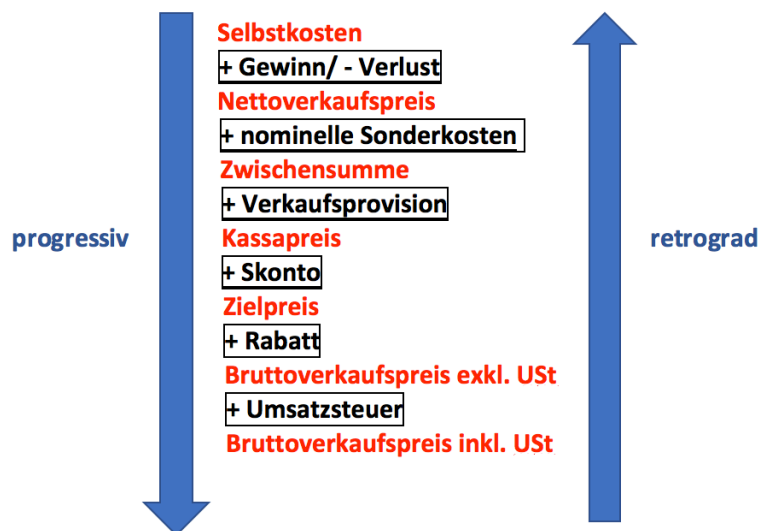 Selbstkosten
+ Gewinn/ - Verlust
Nettoverkaufspreis
+ nominelle Sonderkosten
Zwischensumme
+ Verkaufsprovision
progressiv
Kassapreis
retrograd
+ Skonto
Zielpreis
+ Rabatt
Bruttoverkaufspreis exkl. USt
+ Umsatzsteuer
Bruttoverkaufspreis inkl. USt